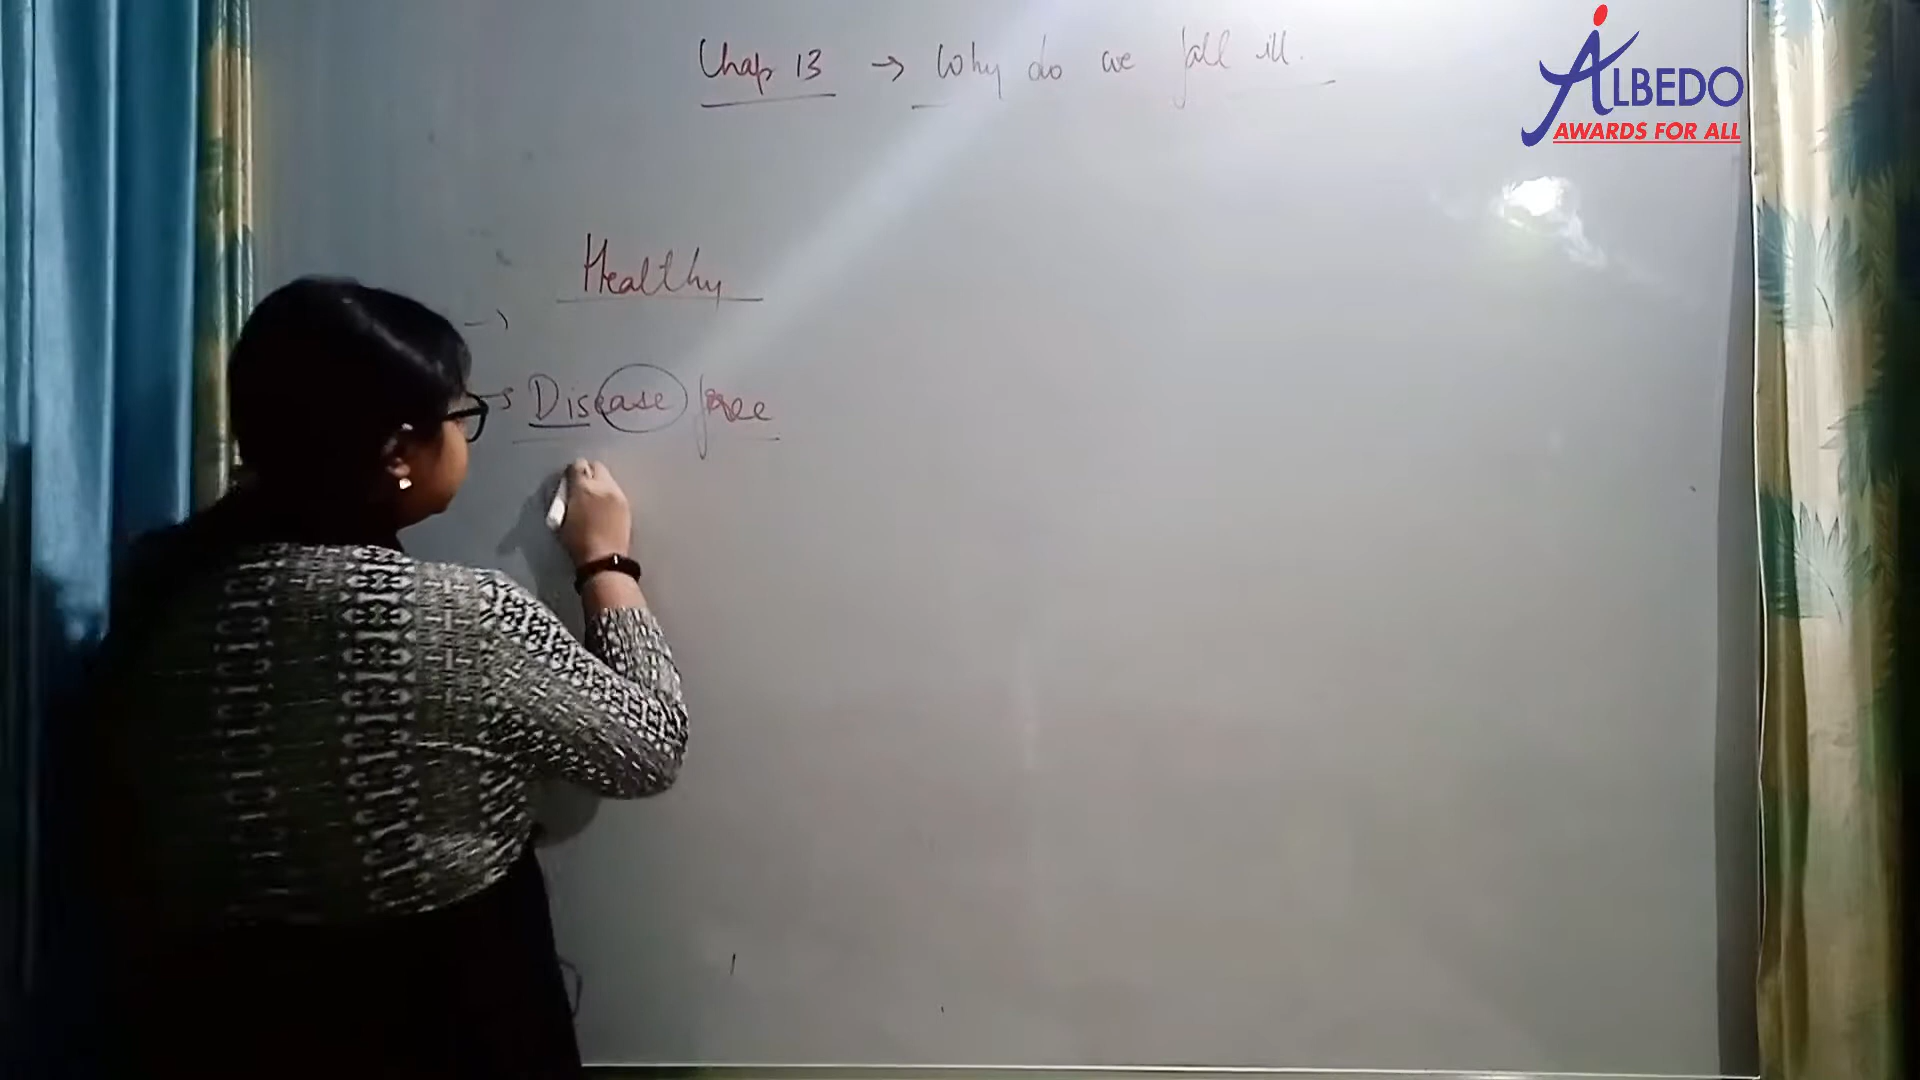 Chap 13 → Why do we fall ill.
ALBEDO
AWARDS FOR ALL
Healthy
→
→ Disease free